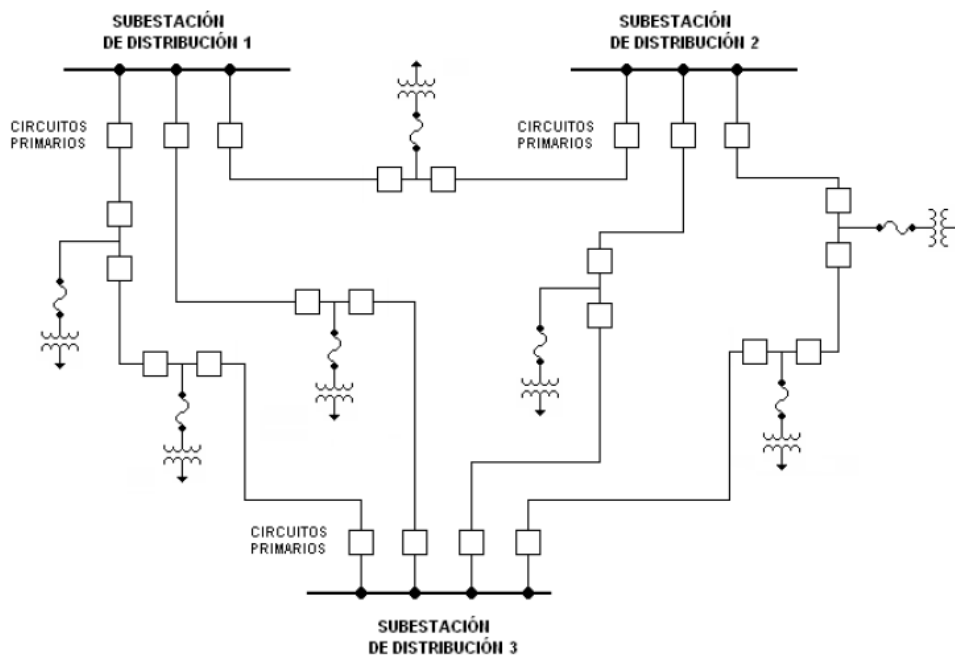 SUBESTACIÓN
DE DISTRIBUCIÓN 1
SUBESTACIÓN
DE DISTRIBUCIÓN 2
CIRCUITOS
PRIMARIOS
CIRCUITOS
PRIMARIOS
CIRCUITOS
PRIMARIOS
SUBESTACIÓN
DE DISTRIBUCIÓN 3